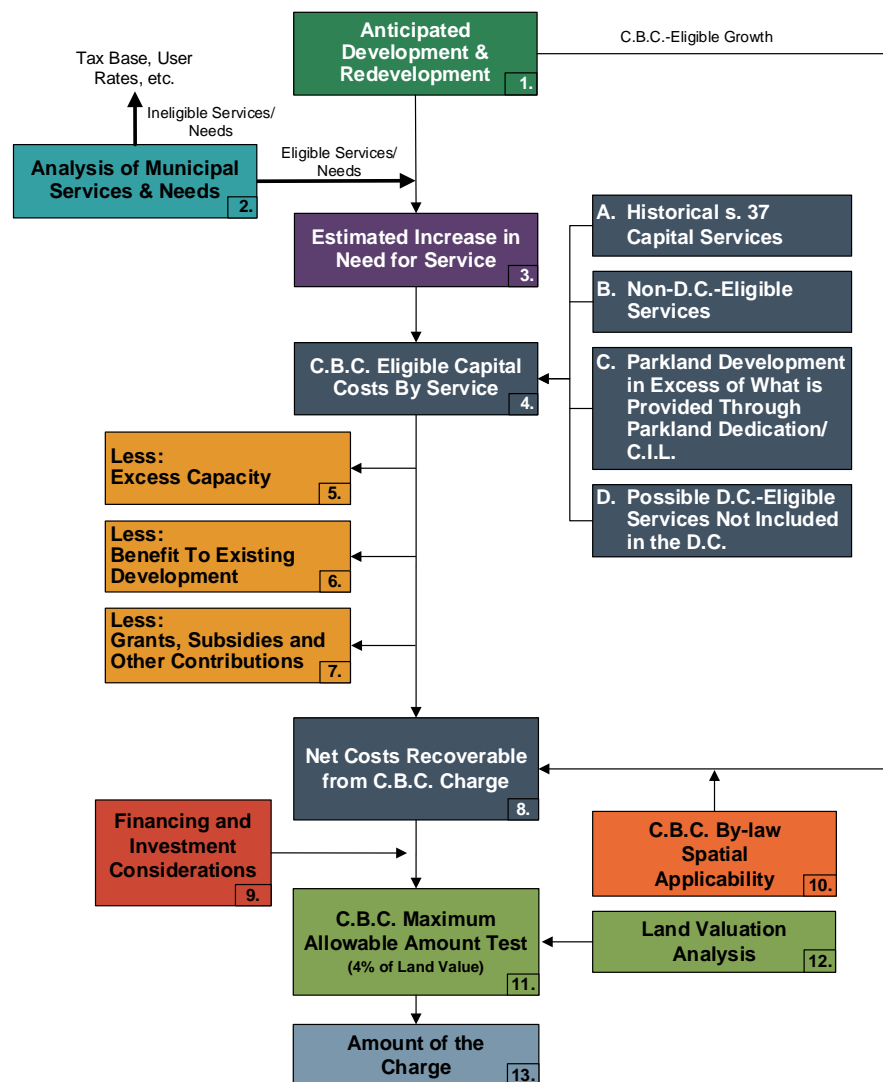 Anticipated
Development &
Redevelopment
1.
C.B.C.-Eligible Growth
Tax Base, User
Rates, etc.
Ineligible Services/
Needs
Analysis of Municipal
Services & Needs
2.
Eligible Services/
Needs
Estimated Increase in
Need for Service
3.
C.B.C. Eligible Capital
Costs By Service
4.
A. Historical s. 37
Capital Services
B. Non-D.C.-Eligible
Services
C. Parkland Development
in Excess of What is
Provided Through
Parkland Dedication/
C.I.L.
D. Possible D.C.-Eligible
Services Not Included
in the D.C.
Less:
Excess Capacity
5.
Less:
Benefit To Existing
Development
6.
Less:
Grants, Subsidies and
Other Contributions
7.
Net Costs Recoverable
from C.B.C. Charge
8.
Financing and
Investment
Considerations
9.
C.B.C. By-law
Spatial
Applicability
10.
C.B.C. Maximum
Allowable Amount Test
(4% of Land Value)
11.
Land Valuation
Analysis
12.
Amount of the
Charge
13.